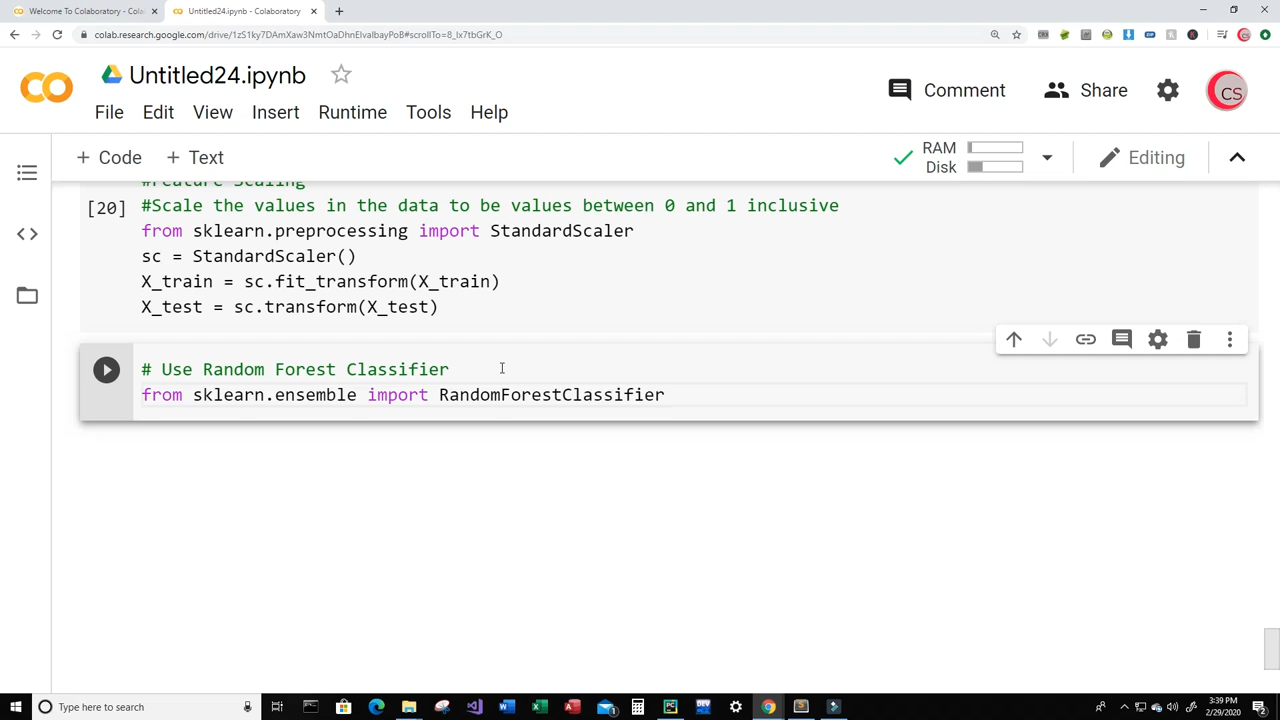 Welcome To Colaboratory - Cola
Untitled24.ipynb - Colaboratory
colab.research.google.com/drive/1zS1ky7DAmXaw3NmtOaDhnElvaIbayPoB#scrollTo=8_lx7tbGrK_O
Untitled24.ipynb
Comment
Share
CS
File Edit View Insert Runtime Tools Help
+ Code + Text
RAM
Disk
Editing
#Feature Scaling
[20] #Scale the values in the data to be values between 0 and 1 inclusive
from sklearn.preprocessing import StandardScaler
sc = StandardScaler()
X_train = sc.fit_transform(X_train)
X_test = sc.transform(X_test)
# Use Random Forest Classifier
from sklearn.ensemble import RandomForestClassifier
Type here to search
3:39 PM
2/29/2020